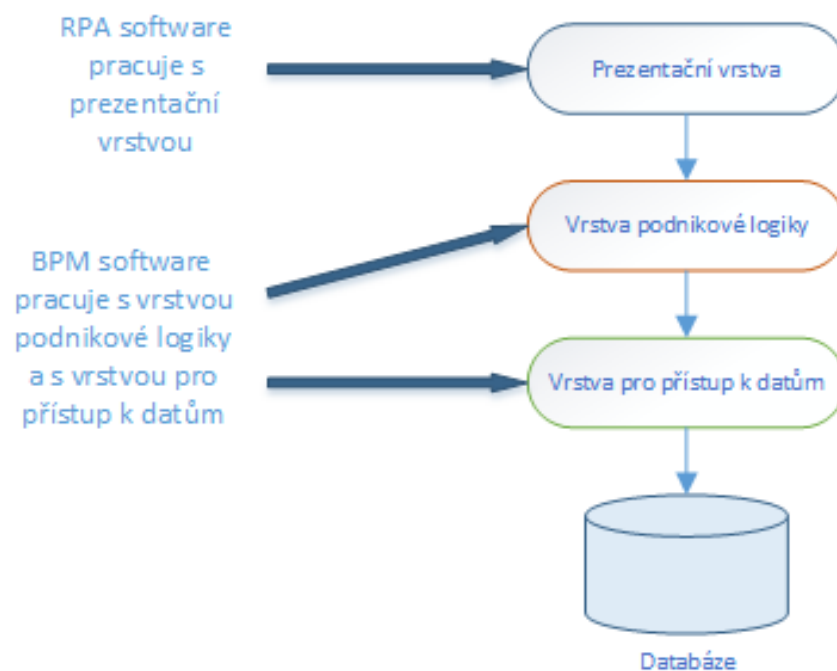 RPA software
pracuje s
prezentační
vrstvou
Prezentační vrstva
Vrstva podnikové logiky
BPM software
pracuje s vrstvou
podnikové logiky
a s vrstvou pro
přístup k datům
Vrstva pro přístup k datům
Databáze